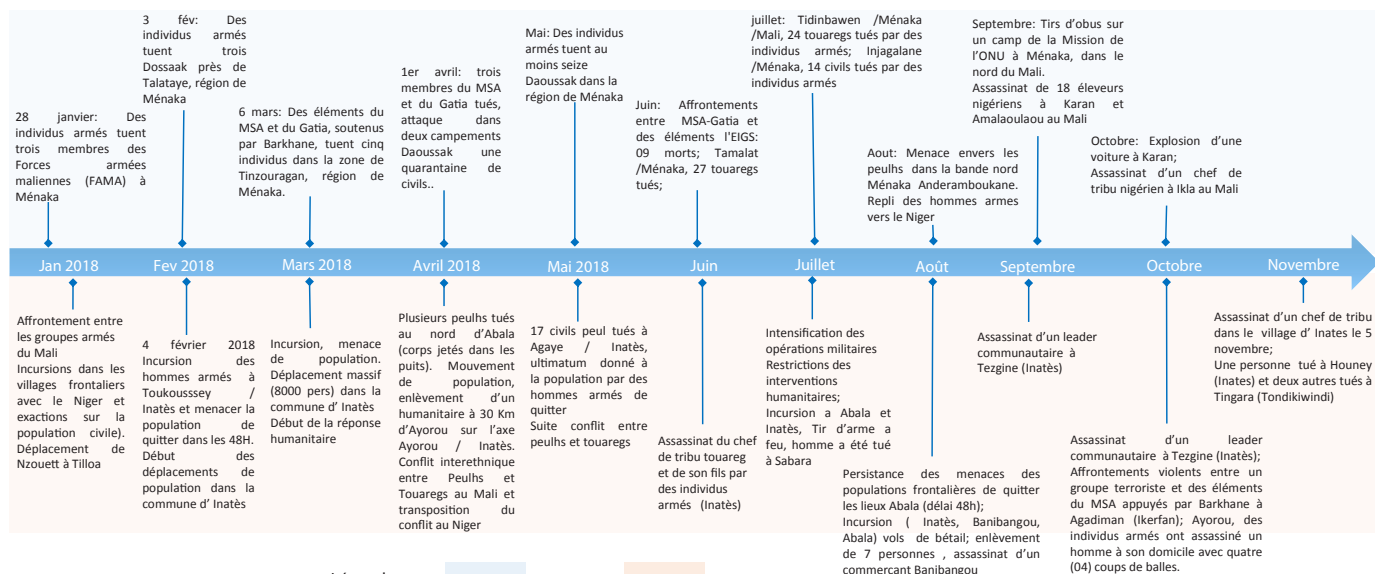 28 janvier: Des
individus armés tuent
trois membres des
Forces armées
maliennes (FAMA) à
Ménaka
3 fév: Des
individus armés
tuent trois
Dossaak près de
Talataye, région de
Ménaka
6 mars: Des éléments du
MSA et du Gatia, soutenus
par Barkhane, tuent cinq
individus dans la zone de
Tinzouragan, région de
Ménaka.
1er avril: trois
membres du MSA
et du Gatia tués,
attaque dans
deux campements
Daoussak une
quarantaine de
civils..
Mai: Des individus
armés tuent au
moins seize
Daoussak dans la
région de Ménaka
Juin: Affrontements
entre MSA-Gatia et
des éléments l'EIGS:
09 morts; Tamalat
/Ménaka, 27 touaregs
tués;
juillet: Tidinbawen /Ménaka
/Mali, 24 touaregs tués par des
individus armés; Injagalane
/Ménaka, 14 civils tués par des
individus armés
Aout: Menace envers les
peulhs dans la bande nord
Ménaka Anderamboukane.
Repli des hommes armes
vers le Niger
Septembre: Tirs d'obus sur
un camp de la Mission de
l'ONU à Ménaka, dans le
nord du Mali.
Assassinat de 18 éleveurs
nigériens à Karan et
Amalaoulaou au Mali
Octobre: Explosion d'une
voiture à Karan;
Assassinat d'un chef de
tribu nigérien à Ikla au Mali
Jan 2018 Fev 2018 Mars 2018 Avril 2018 Mai 2018 Juin Juillet Août Septembre Octobre Novembre
Affrontement entre
les groupes armés
du Mali
Incursions dans les
villages frontaliers
avec le Niger et
exactions sur la
population civile).
Déplacement de
Nzouett à Tilloa
4 février 2018
Incursion des
hommes armés à
Toukousssey /
Inatès et menacer la
population de
quitter dans les 48H.
Début des
déplacements de
population dans la
commune d' Inatès
Incursion, menace
de population.
Déplacement massif
(8000 pers) dans la
commune d' Inatès
Début de la réponse
humanitaire
Plusieurs peulhs tués
au nord d'Abala
(corps jetés dans les
puits). Mouvement
de population,
enlèvement d'un
humanitaire à 30 Km
d'Ayorou sur l'axe
Ayorou / Inatès.
Conflit interethnique
entre Peulhs et
Touaregs au Mali et
transposition du
conflit au Niger
17 civils peul tués à
Agaye / Inatès,
ultimatum donné à
la population par des
hommes armés de
quitter
Suite conflit entre
peulhs et touaregs
Assassinat du chef
de tribu touareg
et de son fils par
des individus
armés (Inatès)
Intensification des
opérations militaires
Restrictions des
interventions
humanitaires;
Incursion a Abala et
Inatès, Tir d'arme a
feu, homme a été tué
à Sabara
Persistance des menaces des
populations frontalières de quitter
les lieux Abala (délai 48h);
Incursion ( Inatès, Banibangou,
Abala) vols de bétail; enlèvement
de 7 personnes , assassinat d'un
commerçant Banibangou
Assassinat d'un leader
communautaire à
Tezgine (Inatès)
Assassinat d'un leader
communautaire à Tezgine (Inatès);
Affrontements violents entre un
groupe terroriste et des éléments
du MSA appuyés par Barkhane à
Agadiman (Ikerfan); Ayorou, des
individus armés ont assassiné un
homme à son domicile avec quatre
(04) coups de balles.
Assassinat d'un chef de tribu
dans le village d' Inates le 5
novembre;
Une personne tué à Houney
(Inates) et deux autres tués à
Tingara (Tondikiwindi)